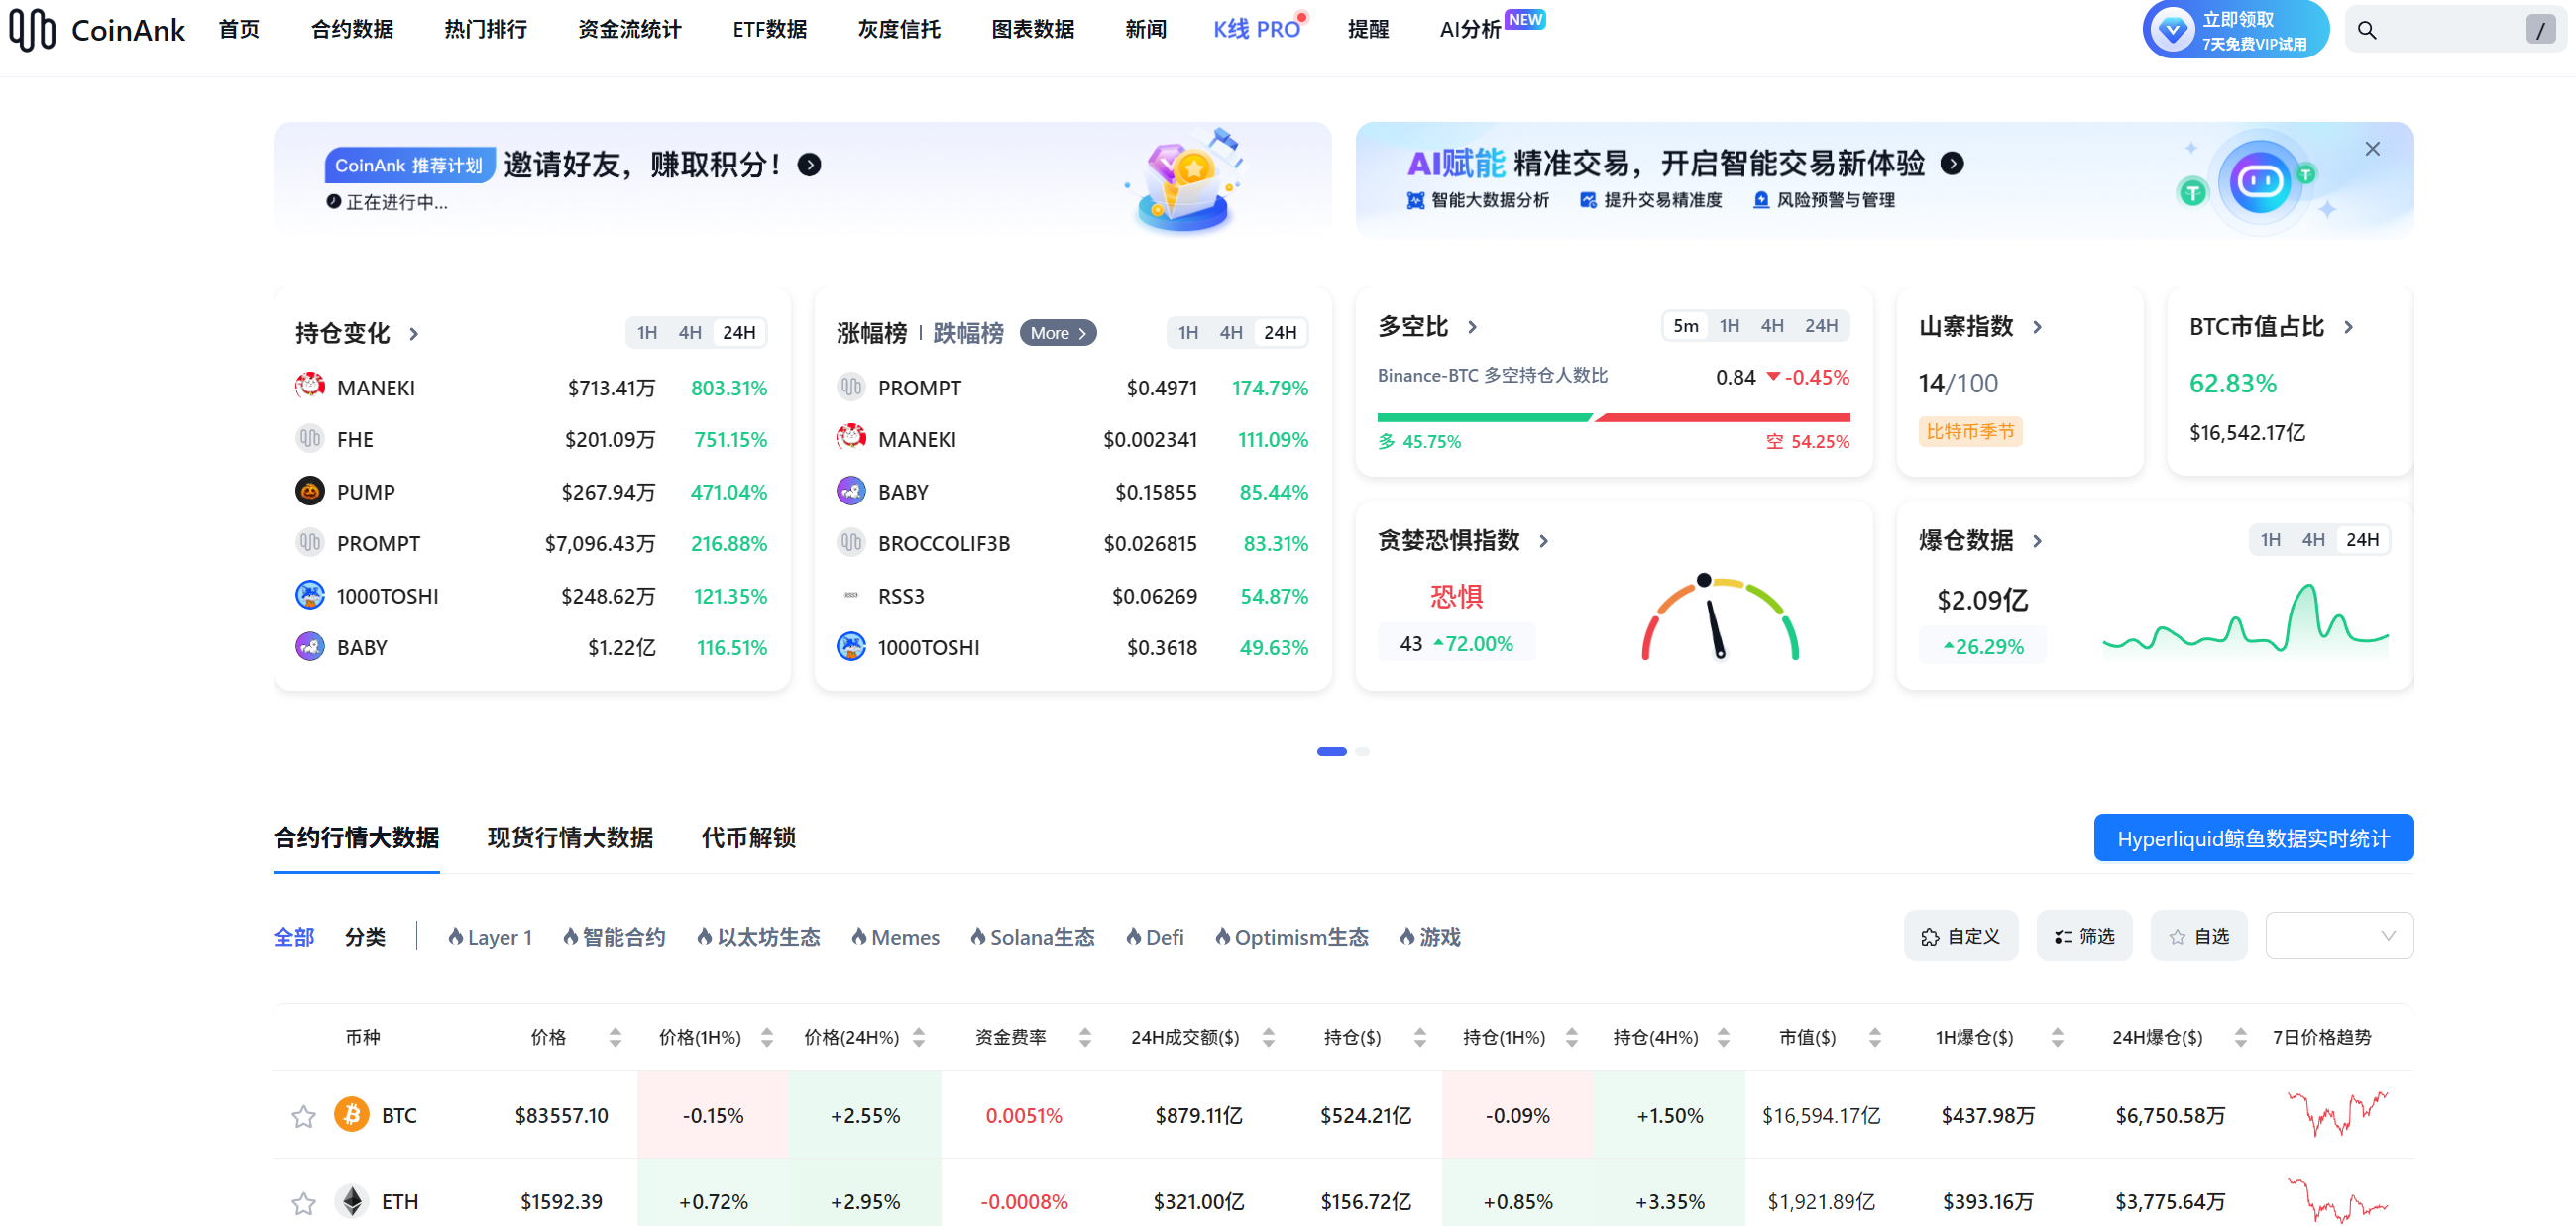 CoinAnk 首页 合约数据 热门排行 资金流统计 ETF数据 灰度信托 图表数据 新闻 K线 PRO 提醒 AI分析 NEW 立即领取 /
7天免费VIP试用
CoinAnk 推荐计划 邀请好友，赚取积分！
正在进行中...
AI赋能 精准交易，开启智能交易新体验
智能大数据分析 提升交易精准度 风险预警与管理
持仓变化 1H 4H 24H
MANEKI $713.41万 803.31%
FHE $201.09万 751.15%
PUMP $267.94万 471.04%
PROMPT $7,096.43万 216.88%
1000TOSHI $248.62万 121.35%
BABY $1.22亿 116.51%
涨幅榜 | 跌幅榜 More 1H 4H 24H
PROMPT $0.4971 174.79%
MANEKI $0.002341 111.09%
BABY $0.15855 85.44%
BROCCOLIF3B $0.026815 83.31%
RSS3 $0.06269 54.87%
1000TOSHI $0.3618 49.63%
多空比 5m 1H 4H 24H
Binance-BTC 多空持仓人数比 0.84 -0.45%
多 45.75% 空 54.25%
山寨指数
14/100
比特币季节
BTC市值占比
62.83%
$16,542.17亿
贪婪恐惧指数
恐惧
43 72.00%
爆仓数据 1H 4H 24H
$2.09亿
26.29%
合约行情大数据 现货行情大数据 代币解锁 Hyperliquid鲸鱼数据实时统计
全部 分类 Layer 1 智能合约 以太坊生态 Memes Solana生态 Defi Optimism生态 游戏 自定义 筛选 自选
币种 价格 价格(1H%) 价格(24H%) 资金费率 24H成交额($) 持仓($) 持仓(1H%) 持仓(4H%) 市值($) 1H爆仓($) 24H爆仓($) 7日价格趋势
BTC $83557.10 -0.15% +2.55% 0.0051% $879.11亿 $524.21亿 -0.09% +1.50% $16,594.17亿 $437.98万 $6,750.58万
ETH $1592.39 +0.72% +2.95% -0.0008% $321.00亿 $156.72亿 +0.85% +3.35% $1,921.89亿 $393.16万 $3,775.64万